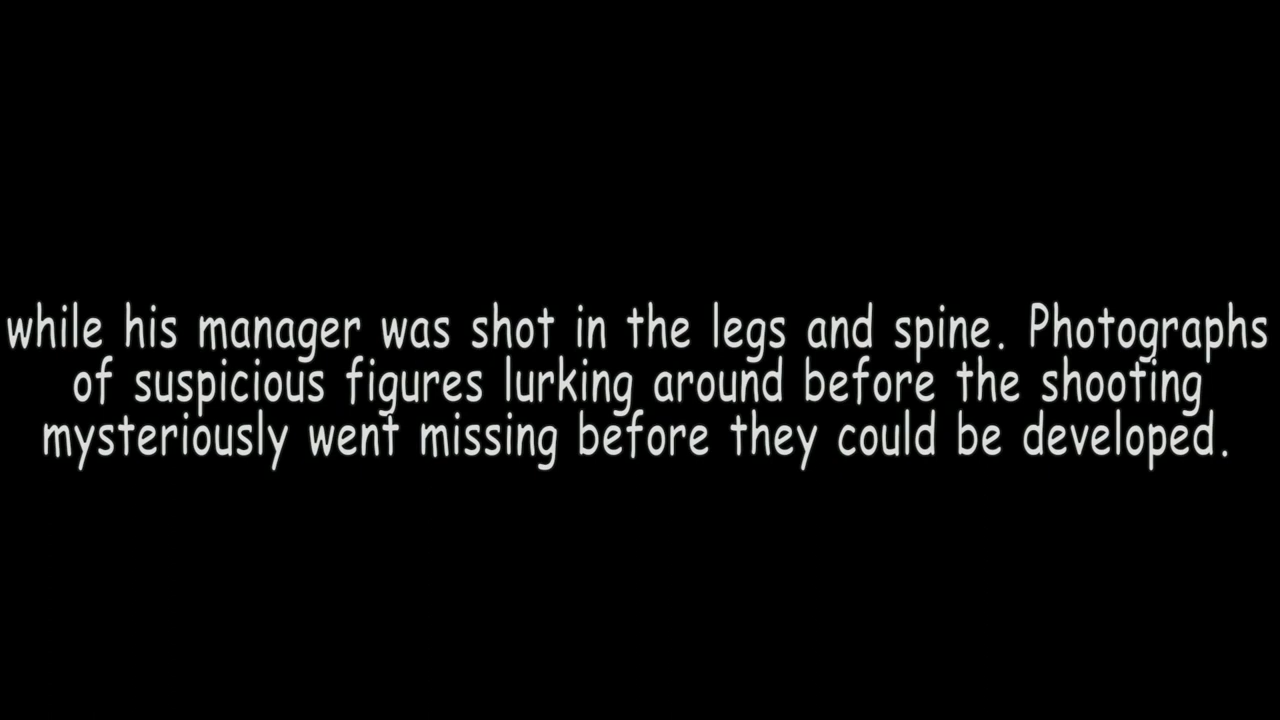 while his manager was shot in the legs and spine. Photographs
of suspicious figures lurking around before the shooting
mysteriously went missing before they could be developed.